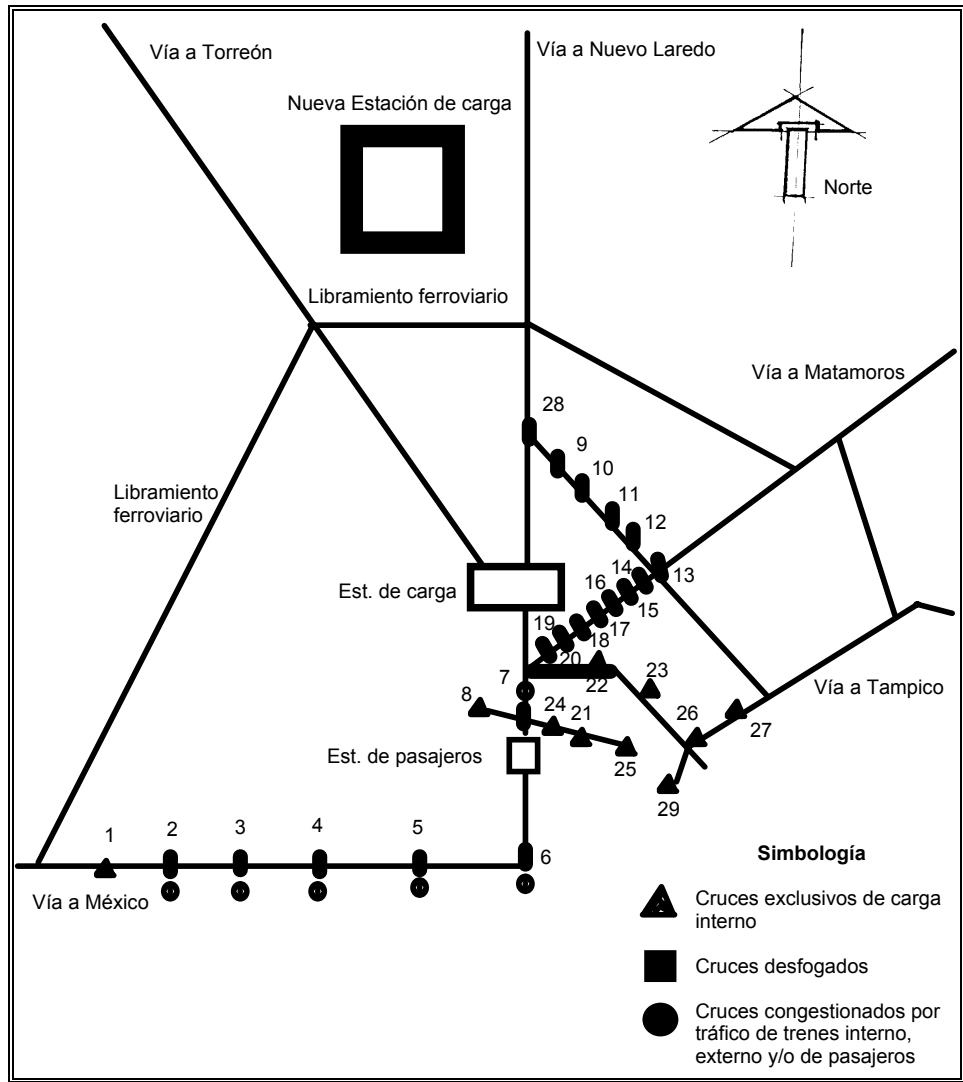 Vía a Torreón
Vía a Nuevo Laredo
Nueva Estación de carga
Norte
Libramiento ferroviario
Vía a Matamoros
28
9
10
11
12
13
Libramiento
ferroviario
14
Est. de carga
16
15
17
19
18
20
7
22
23
Vía a Tampico
8
24
21
26
27
Est. de pasajeros
25
29
1
2
3
4
5
6
Vía a México
Simbología
Cruces exclusivos de carga
interno
Cruces desfogados
Cruces congestionados por
tráfico de trenes interno,
externo y/o de pasajeros